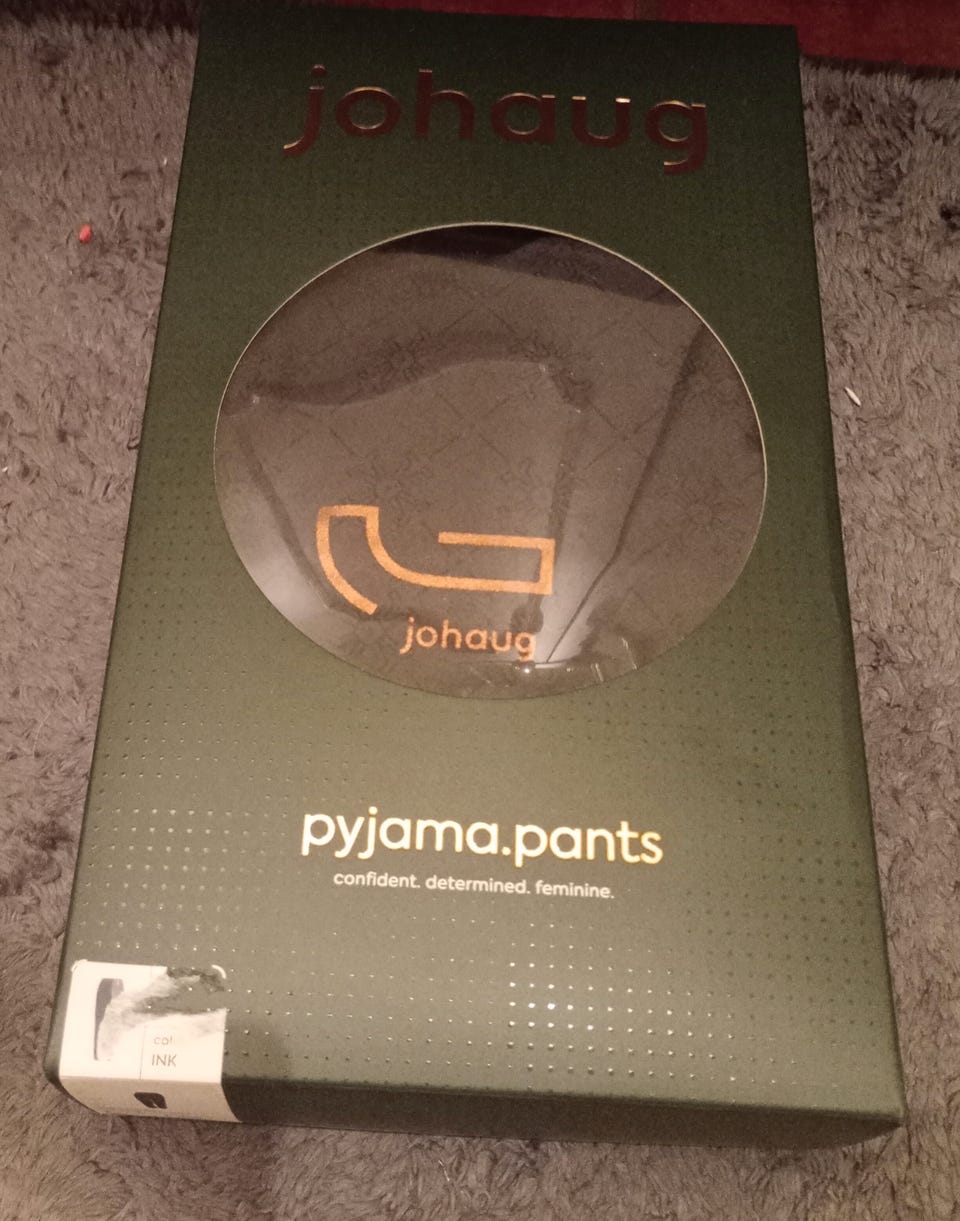 johaug
johaug
pyjama.pants
confident. determined. feminine.
INK